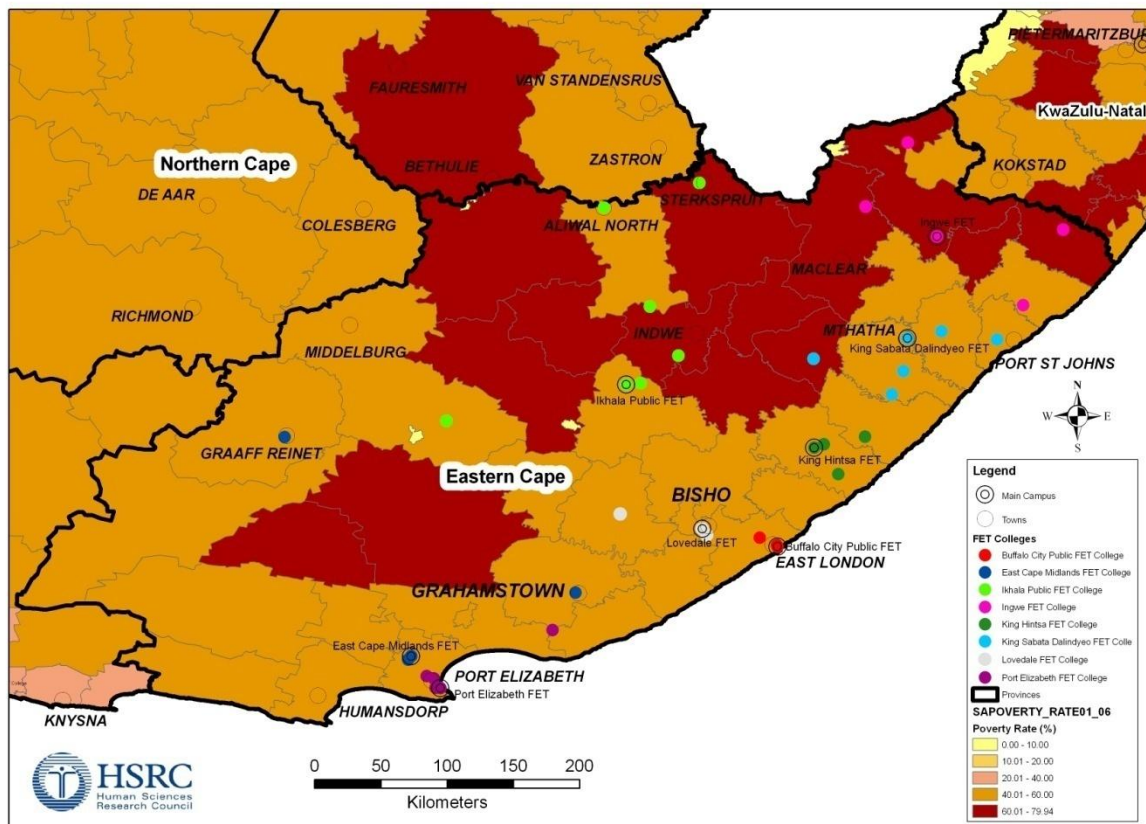 PIETERMARITZBUR
FAURESMITH
VAN STANDENSRUS
KwaZulu-Natal
Northern Cape
BETHULIE
ZASTRON
KOKSTAD
DE AAR
STERKSPRUIT
COLESBERG
ALIWAL NORTH
Ingwe FET
MACLEAR
RICHMOND
INDWE
MTHATHA
MIDDELBURG
King Sabata Dalindyeo FET
PORT ST JOHNS
Ikhala Public FET
N
W E
S
GRAAFF REINET
King Hintsa FET
Eastern Cape
BISHO
Lovedale FET
Buffalo City Public FET
EAST LONDON
GRAHAMSTOWN
East Cape Midlands FET
PORT ELIZABETH
Port Elizabeth FET
HUMANSDORP
KNYSNA
Legend
Main Campus
Towns
FET Colleges
Buffalo City Public FET College
East Cape Midlands FET College
Ikhala Public FET College
Ingwe FET College
King Hintsa FET College
King Sabata Dalindyeo FET Colle
Lovedale FET College
Port Elizabeth FET College
Provinces
SAPOVERTY_RATE01_06
Poverty Rate (%)
0.00 - 10.00
10.01 - 20.00
20.01 - 40.00
40.01 - 60.00
60.01 - 79.94
HSRC
Human Sciences
Research Council
0 50 100 150 200
Kilometers